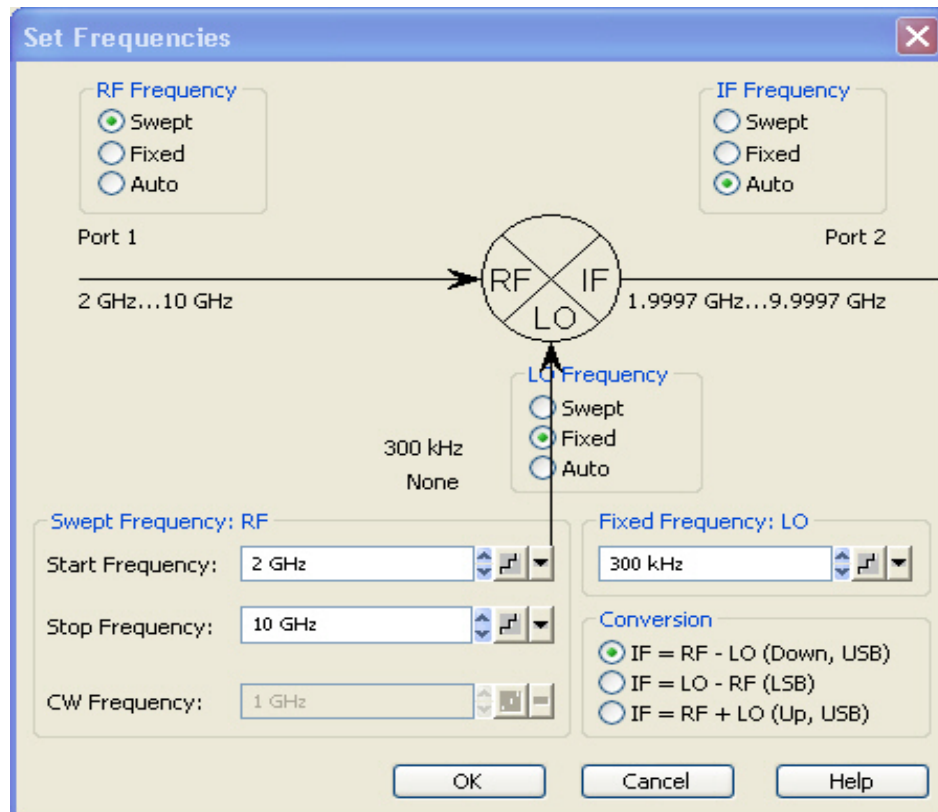 Set Frequencies
RF Frequency
Swept
Fixed
Auto
IF Frequency
Swept
Fixed
Auto
Port 1
Port 2
RF
IF
LO
2 GHz...10 GHz
1.9997 GHz...9.9997 GHz
LO Frequency
Swept
Fixed
Auto
300 kHz
None
Swept Frequency: RF
Start Frequency: 2 GHz
Stop Frequency: 10 GHz
CW Frequency: 1 GHz
Fixed Frequency: LO
300 kHz
Conversion
IF = RF - LO (Down, USB)
IF = LO - RF (LSB)
IF = RF + LO (Up, USB)
OK
Cancel
Help